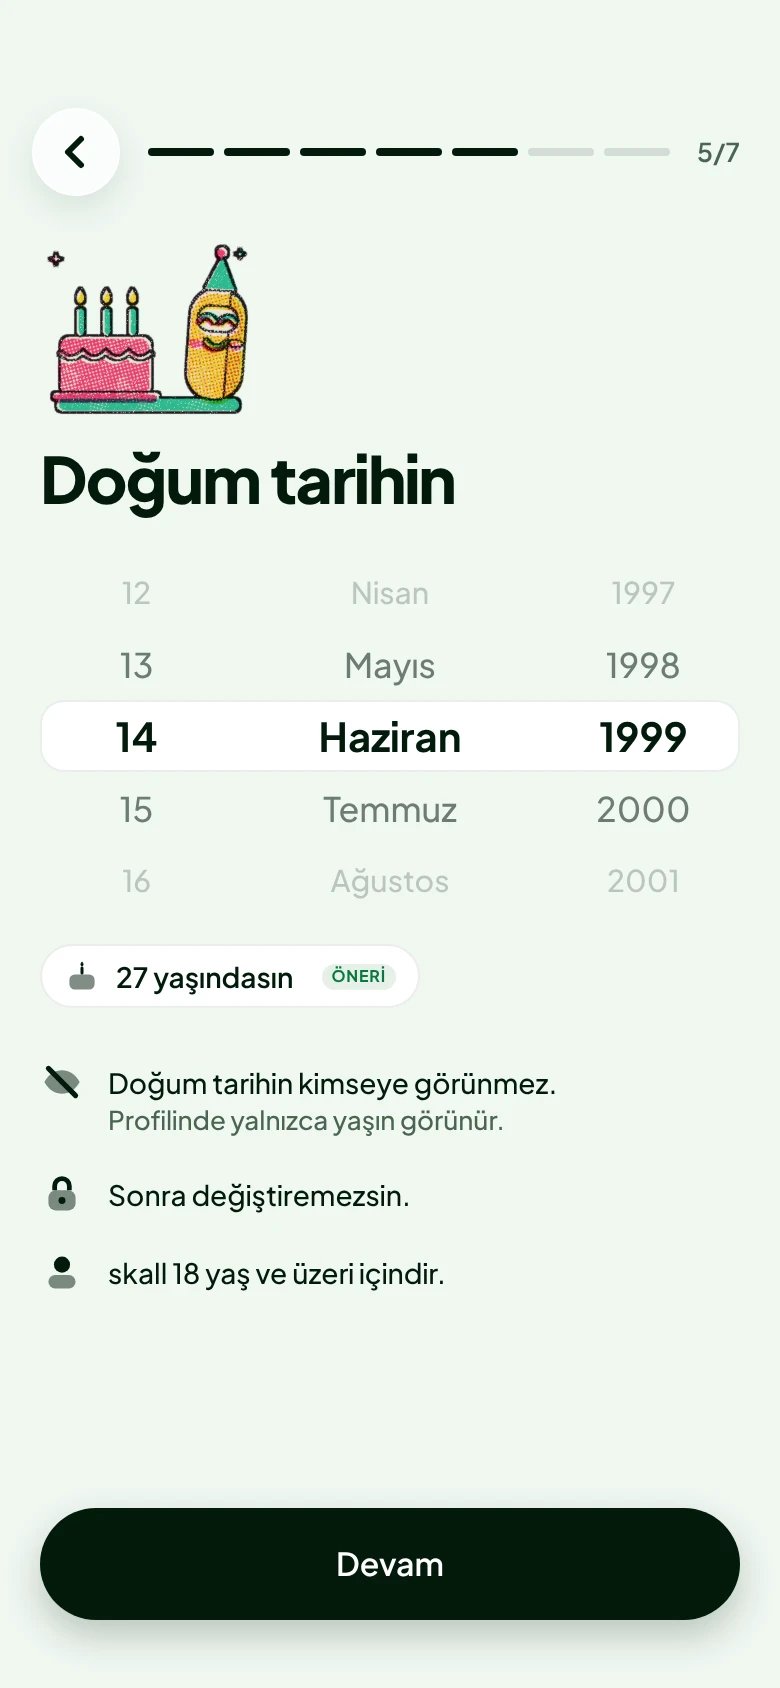 5/7
Doğum tarihin
12 Nisan 1997
13 Mayıs 1998
14 Haziran 1999
15 Temmuz 2000
16 Ağustos 2001
27 yaşındasın ÖNERİ
Doğum tarihin kimseye görünmez.
Profilinde yalnızca yaşın görünür.
Sonra değiştiremezsin.
skall 18 yaş ve üzeri içindir.
Devam